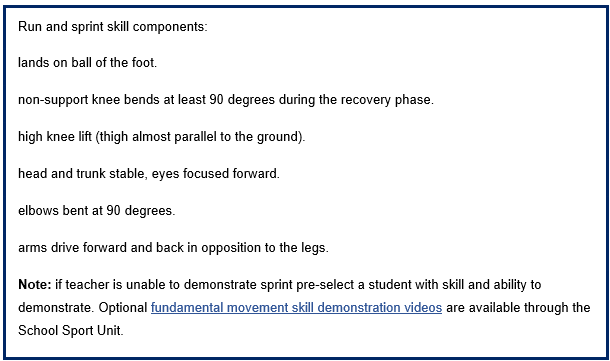 Run and sprint skill components:
lands on ball of the foot.
non-support knee bends at least 90 degrees during the recovery phase.
high knee lift (thigh almost parallel to the ground).
head and trunk stable, eyes focused forward.
elbows bent at 90 degrees.
arms drive forward and back in opposition to the legs.
Note: if teacher is unable to demonstrate sprint pre-select a student with skill and ability to
demonstrate. Optional fundamental movement skill demonstration videos are available through the
School Sport Unit.